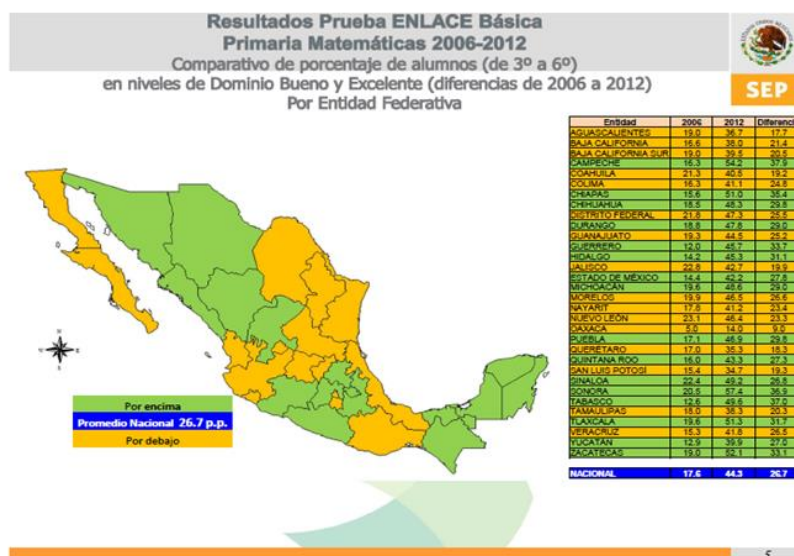 Resultados Prueba ENLACE Básica
Primaria Matemáticas 2006-2012
Comparativo de porcentaje de alumnos (de 3º a 6º)
en niveles de Dominio Bueno y Excelente (diferencias de 2006 a 2012)
Por Entidad Federativa
SEP
Entidad 2006 2012 Diferenci
AGUASCALIENTES 19.0 36.7 17.7
BAJA CALIFORNIA 16.6 38.0 21.4
BAJA CALIFORNIA SUR 19.0 39.5 20.5
CAMPECHE 16.3 54.2 37.9
COAHUILA 21.3 40.5 19.2
COLIMA 16.3 41.1 24.8
CHIAPAS 15.6 51.0 35.4
CHIHUAHUA 18.5 48.3 29.8
DISTRITO FEDERAL 21.8 47.3 25.5
DURANGO 18.8 47.8 29.0
GUANAJUATO 19.3 44.5 25.2
GUERRERO 12.0 45.7 33.7
HIDALGO 14.2 45.3 31.1
JALISCO 22.8 42.7 19.9
ESTADO DE MÉXICO 14.4 42.2 27.8
MICHOACÁN 19.6 48.6 29.0
MORELOS 19.9 46.5 26.6
NAYARIT 17.8 41.2 23.4
NUEVO LEÓN 23.1 46.4 23.3
OAXACA 5.0 14.0 9.0
PUEBLA 17.1 46.9 29.8
QUERÉTARO 17.0 35.3 18.3
QUINTANA ROO 16.0 43.3 27.3
SAN LUIS POTOSÍ 15.4 34.7 19.3
SINALOA 22.4 49.2 26.8
SONORA 20.5 57.4 36.9
TABASCO 12.6 49.6 37.0
TAMAULIPAS 18.0 38.3 20.3
TLAXCALA 19.6 51.3 31.7
VERACRUZ 15.3 41.8 26.5
YUCATÁN 12.9 39.9 27.0
ZACATECAS 19.0 52.1 33.1
NACIONAL 17.6 44.3 26.7
Por encima
Promedio Nacional 26.7 p.p.
Por debajo
5